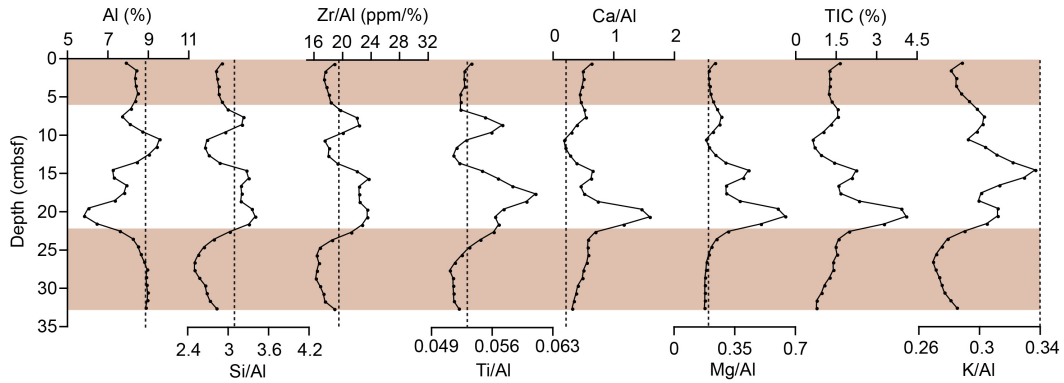 Al (%) Zr/Al (ppm/%) Ca/Al TIC (%)
5 7 9 11 16 20 24 28 32 0 1 2 0 1.5 3 4.5
0
5
10
15
20
25
30
35
Depth (cmbsf)
2.4 3 3.6 4.2 0.049 0.056 0.063 0 0.35 0.7 0.26 0.3 0.34
Si/Al Ti/Al Mg/Al K/Al